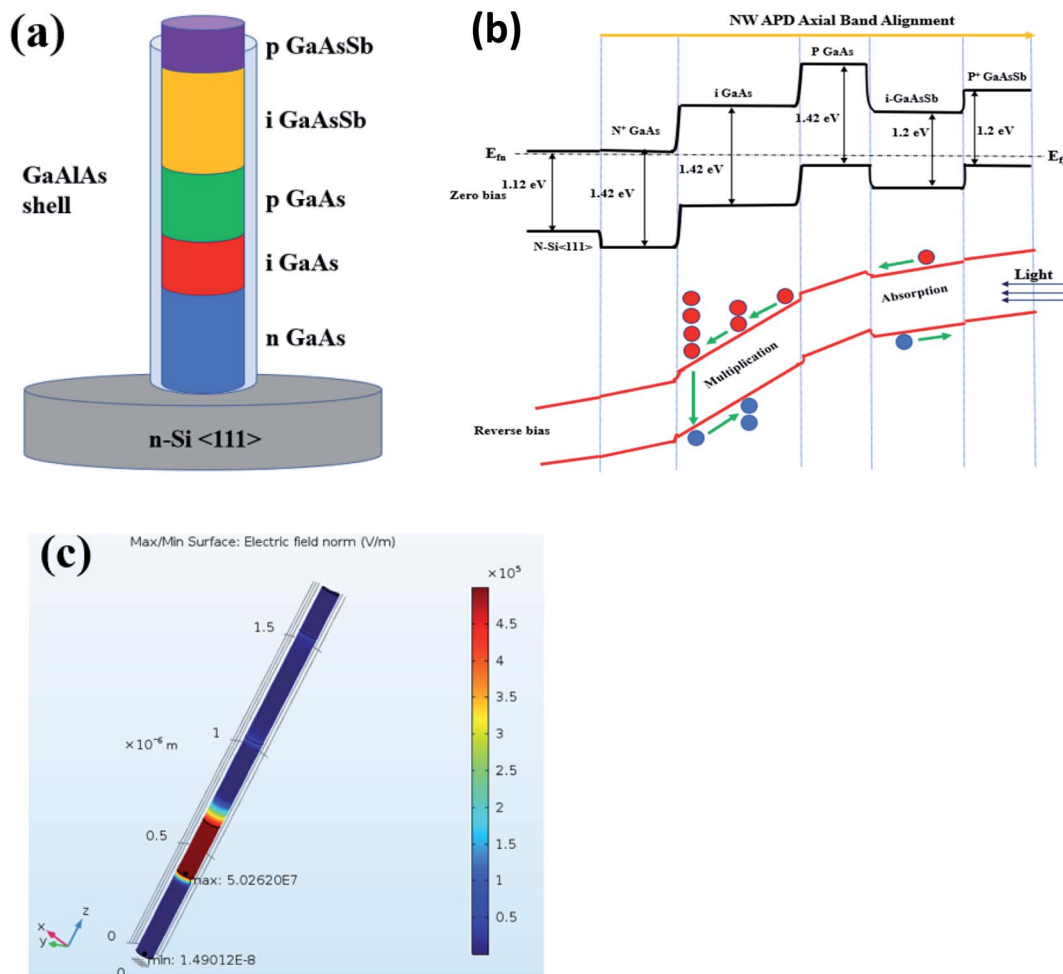 (a)
p GaAsSb
i GaAsSb
GaAlAs
shell
p GaAs
i GaAs
n GaAs
n-Si <111>
(b)
NW APD Axial Band Alignment
P GaAs
i GaAs
P+ GaAsSb
i-GaAsSb
N+ GaAs
1.42 eV
1.2 eV
1.2 eV
Efn
Ef
1.12 eV
1.42 eV
1.42 eV
Zero bias
N-Si<111>
Light
Absorption
Multiplication
Reverse bias
(c)
Max/Min Surface: Electric field norm (V/m)
×10⁵
4.5
4
3.5
3
2.5
2
1.5
1
0.5
1.5
1
×10⁻⁶ m
0.5
max: 5.02620E7
z
x
y
0
min: 1.49012E-8
0